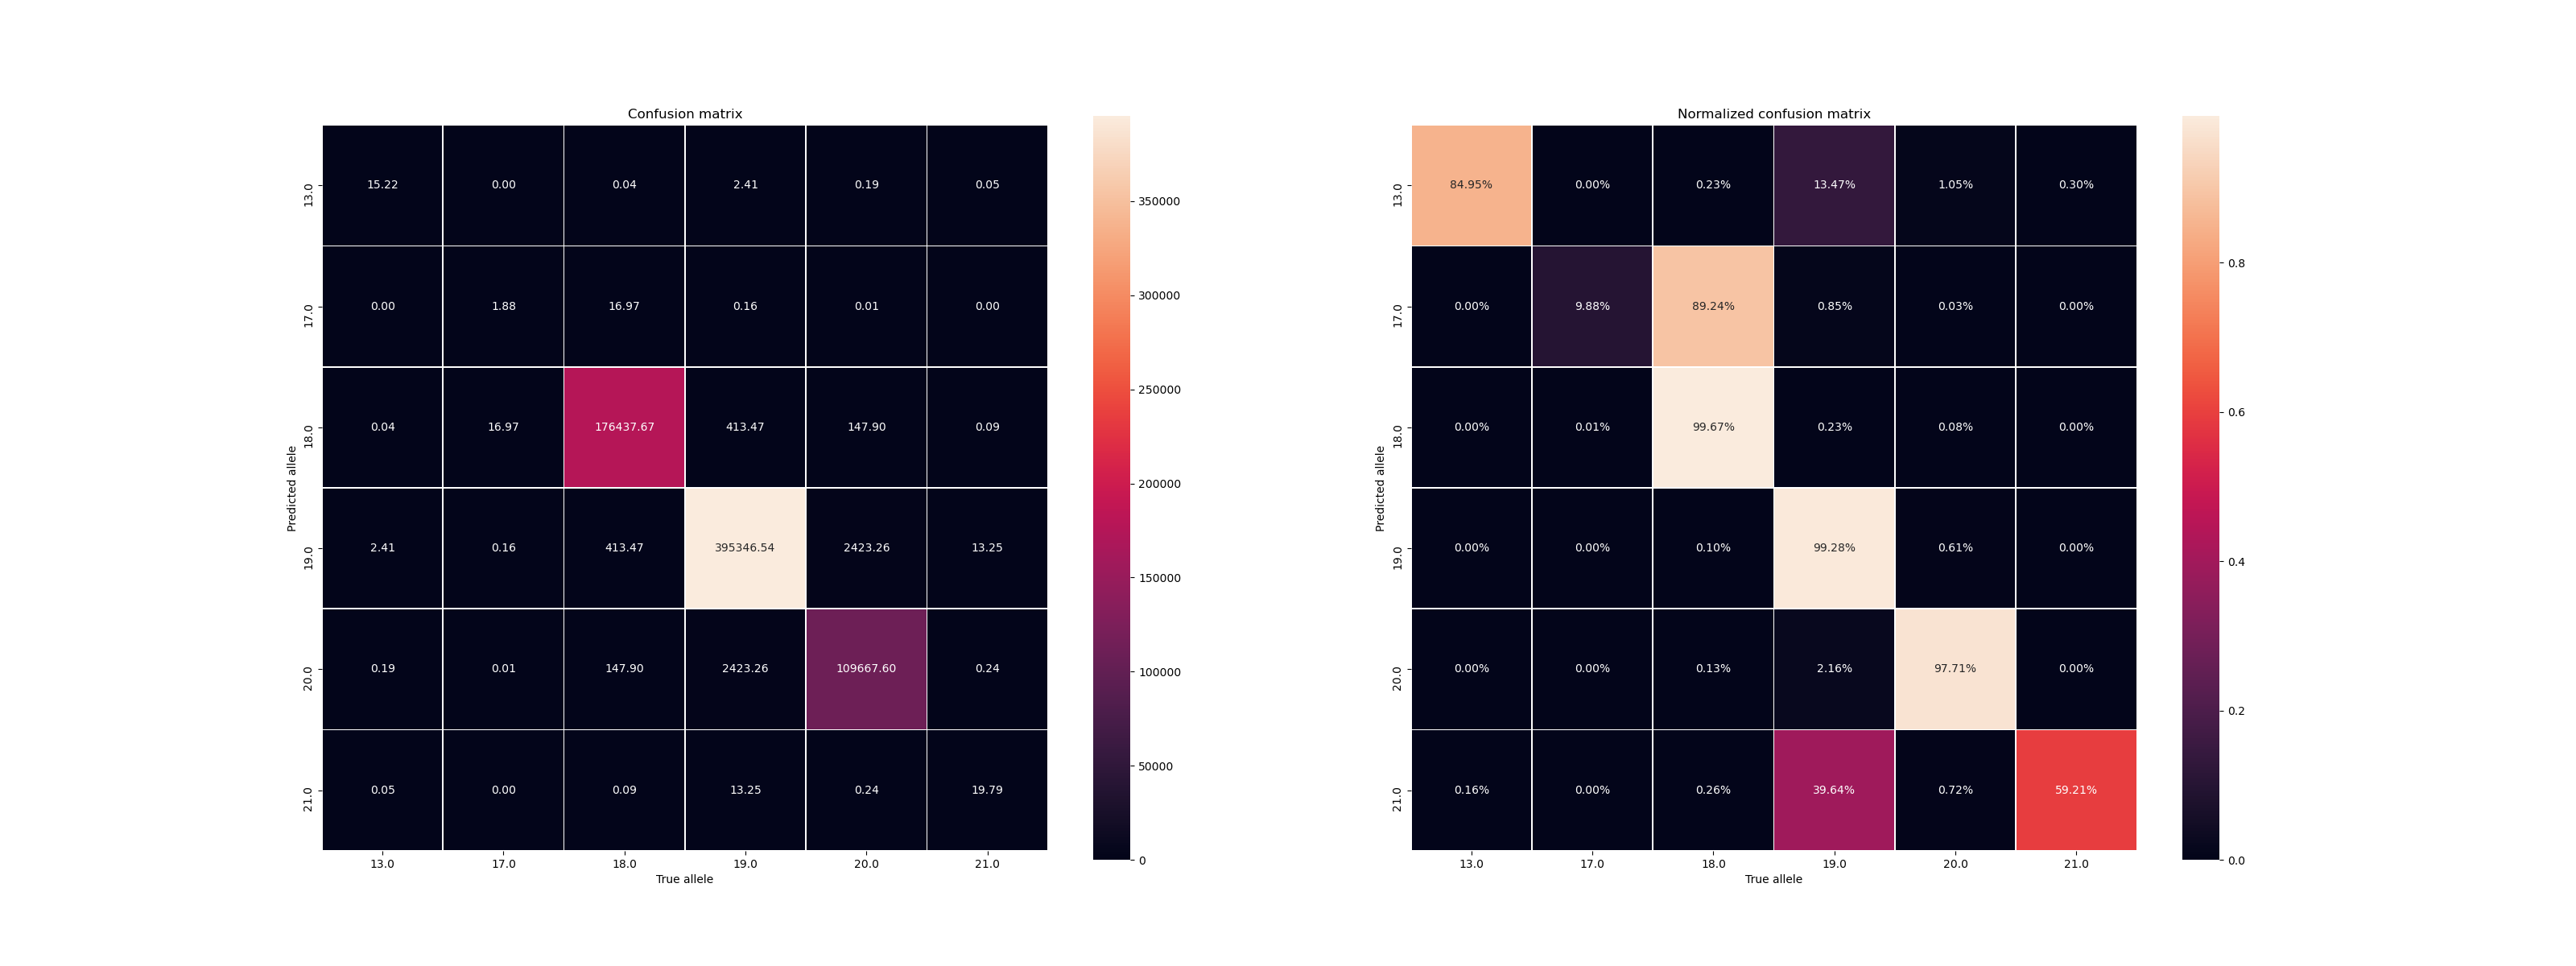 Confusion matrix
13.0 15.22 0.00 0.04 2.41 0.19 0.05
17.0 0.00 1.88 16.97 0.16 0.01 0.00
18.0 0.04 16.97 176437.67 413.47 147.90 0.09
19.0 2.41 0.16 413.47 395346.54 2423.26 13.25
20.0 0.19 0.01 147.90 2423.26 109667.60 0.24
21.0 0.05 0.00 0.09 13.25 0.24 19.79
13.0 17.0 18.0 19.0 20.0 21.0
True allele
Predicted allele
350000
300000
250000
200000
150000
100000
50000
0
Normalized confusion matrix
13.0 84.95% 0.00% 0.23% 13.47% 1.05% 0.30%
17.0 0.00% 9.88% 89.24% 0.85% 0.03% 0.00%
18.0 0.00% 0.01% 99.67% 0.23% 0.08% 0.00%
19.0 0.00% 0.00% 0.10% 99.28% 0.61% 0.00%
20.0 0.00% 0.00% 0.13% 2.16% 97.71% 0.00%
21.0 0.16% 0.00% 0.26% 39.64% 0.72% 59.21%
13.0 17.0 18.0 19.0 20.0 21.0
True allele
Predicted allele
0.8
0.6
0.4
0.2
0.0